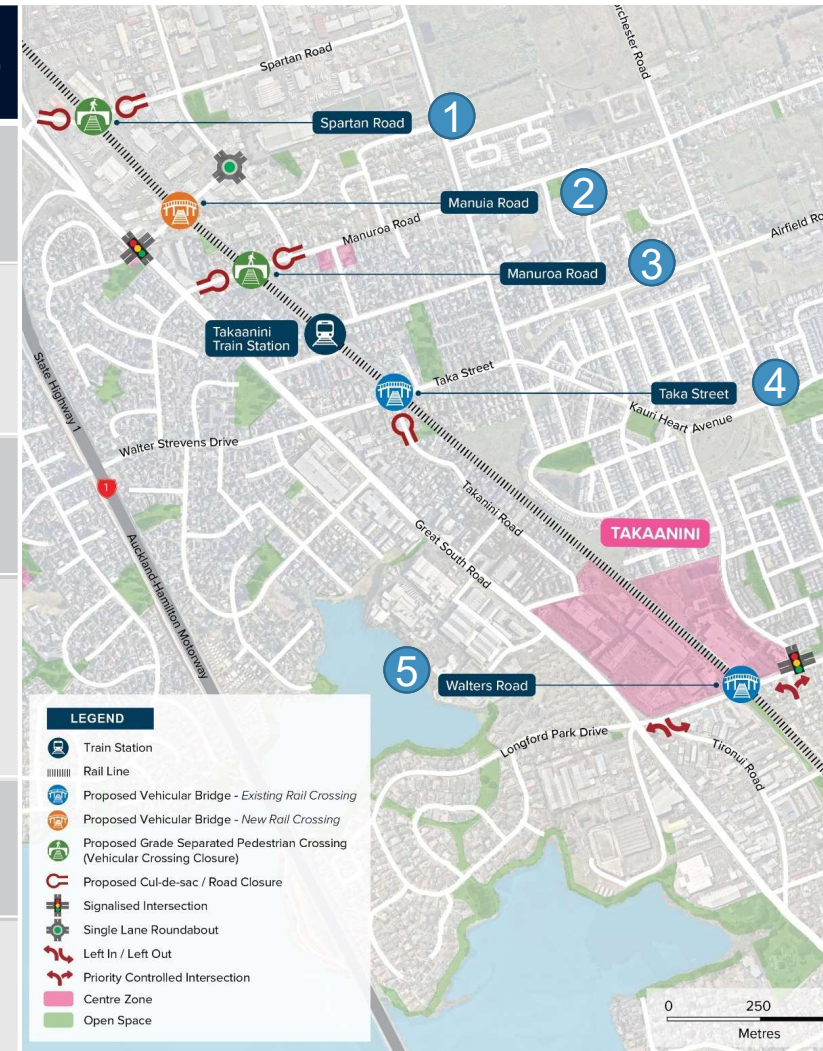 Spartan Road
orchester Road
Spartan Road
1
Manuia Road
2
Manuroa Road
Airfield Ro
Manuroa Road
3
Takaanini
Train Station
Taka Street
Taka Street
4
State Highway 1
Kauri Heart Avenue
Walter Strevens Drive
1
Takanini Road
Great South Road
TAKAANINI
Auckland Hamilton Motorway
5
Walters Road
Longford Park Drive
Tironui Road
LEGEND
Train Station
Rail Line
Proposed Vehicular Bridge - Existing Rail Crossing
Proposed Vehicular Bridge - New Rail Crossing
Proposed Grade Separated Pedestrian Crossing
(Vehicular Crossing Closure)
Proposed Cul-de-sac / Road Closure
Signalised Intersection
Single Lane Roundabout
Left In / Left Out
Priority Controlled Intersection
Centre Zone
Open Space
0 250
Metres